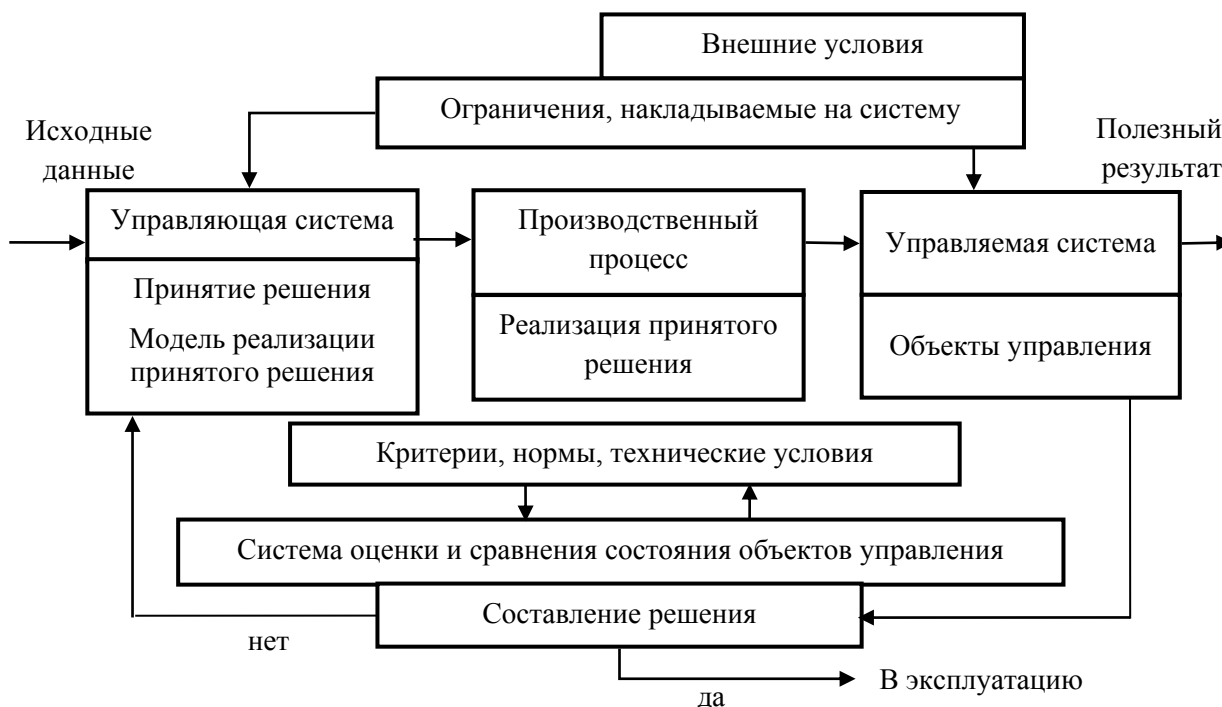 Внешние условия
Ограничения, накладываемые на систему
Исходные
данные
Полезный
результат
Управляющая система
Принятие решения
Модель реализации
принятого решения
Производственный
процесс
Реализация принятого
решения
Управляемая система
Объекты управления
Критерии, нормы, технические условия
Система оценки и сравнения состояния объектов управления
Составление решения
нет
да
В эксплуатацию